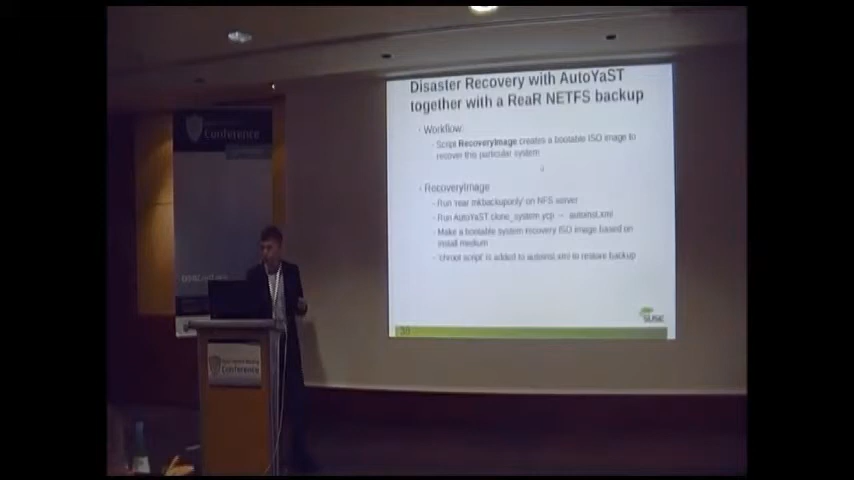 Conference
Disaster Recovery with AutoYaST
together with a ReaR NETFS backup
Workflow:
- Script RecoveryImage creates a bootable ISO image to
recover this particular system
RecoveryImage
- Run 'rear mkbackuponly' on NFS server
- Run AutoYaST clone_system.ycp → autoinst.xml
- Make a bootable system recovery ISO image based on
install medium
- 'chroot script' is added to autoinst.xml to restore backup
SUSE
Conference